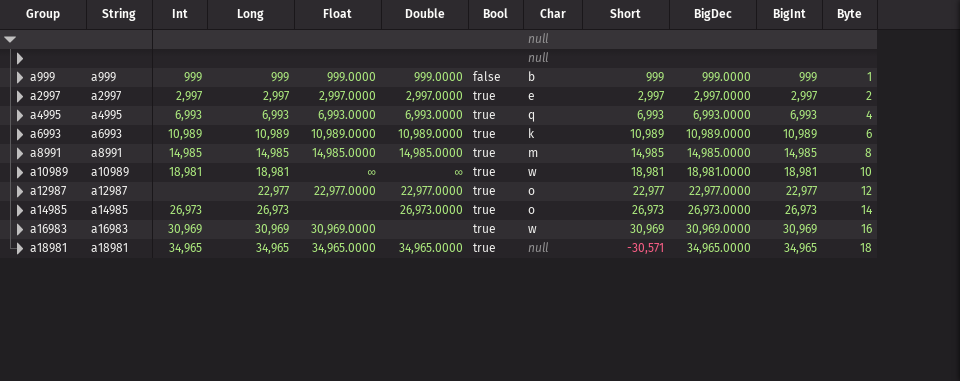 Group String Int Long Float Double Bool Char Short BigDec BigInt Byte
null
null
a999 a999 999 999 999.0000 999.0000 false b 999 999.0000 999 1
a2997 a2997 2,997 2,997 2,997.0000 2,997.0000 true e 2,997 2,997.0000 2,997 2
a4995 a4995 6,993 6,993 6,993.0000 6,993.0000 true q 6,993 6,993.0000 6,993 4
a6993 a6993 10,989 10,989 10,989.0000 10,989.0000 true k 10,989 10,989.0000 10,989 6
a8991 a8991 14,985 14,985 14,985.0000 14,985.0000 true m 14,985 14,985.0000 14,985 8
a10989 a10989 18,981 18,981 ∞ ∞ true w 18,981 18,981.0000 18,981 10
a12987 a12987 22,977 22,977.0000 22,977.0000 true o 22,977 22,977.0000 22,977 12
a14985 a14985 26,973 26,973 26,973.0000 true o 26,973 26,973.0000 26,973 14
a16983 a16983 30,969 30,969 30,969.0000 true w 30,969 30,969.0000 30,969 16
a18981 a18981 34,965 34,965 34,965.0000 34,965.0000 true null -30,571 34,965.0000 34,965 18